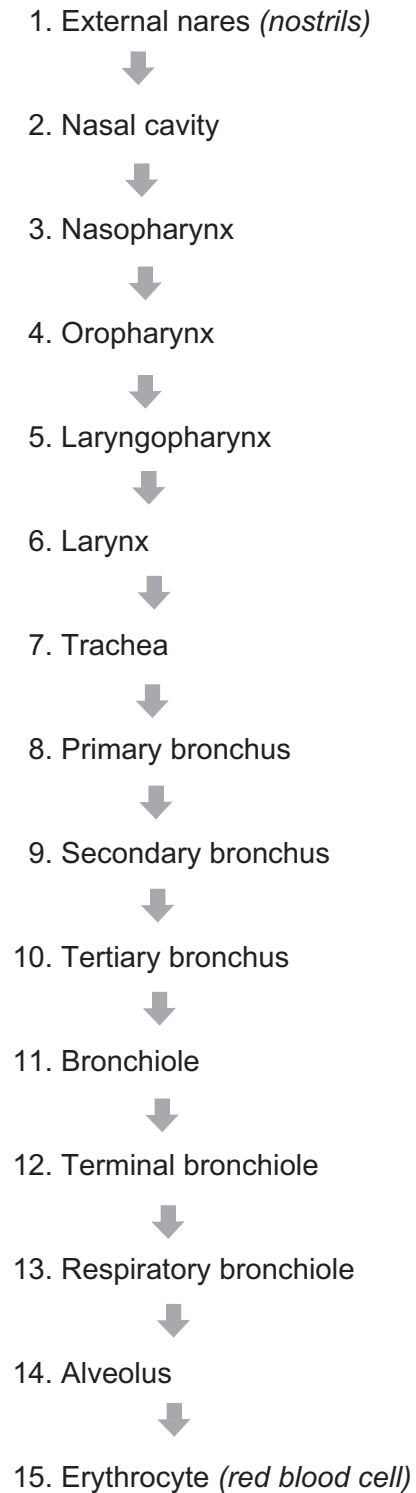 1. External nares (nostrils)
2. Nasal cavity
3. Nasopharynx
4. Oropharynx
5. Laryngopharynx
6. Larynx
7. Trachea
8. Primary bronchus
9. Secondary bronchus
10. Tertiary bronchus
11. Bronchiole
12. Terminal bronchiole
13. Respiratory bronchiole
14. Alveolus
15. Erythrocyte (red blood cell)